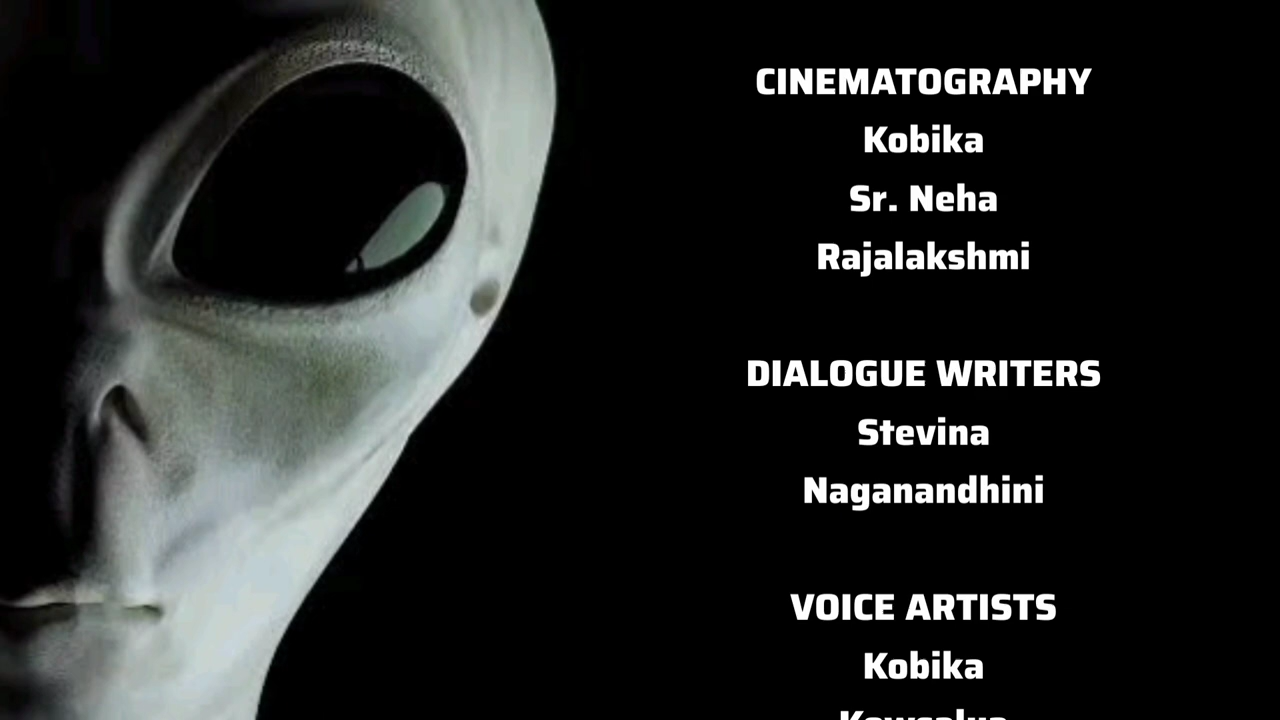 CINEMATOGRAPHY
Kobika
Sr. Neha
Rajalakshmi
DIALOGUE WRITERS
Stevina
Naganandhini
VOICE ARTISTS
Kobika